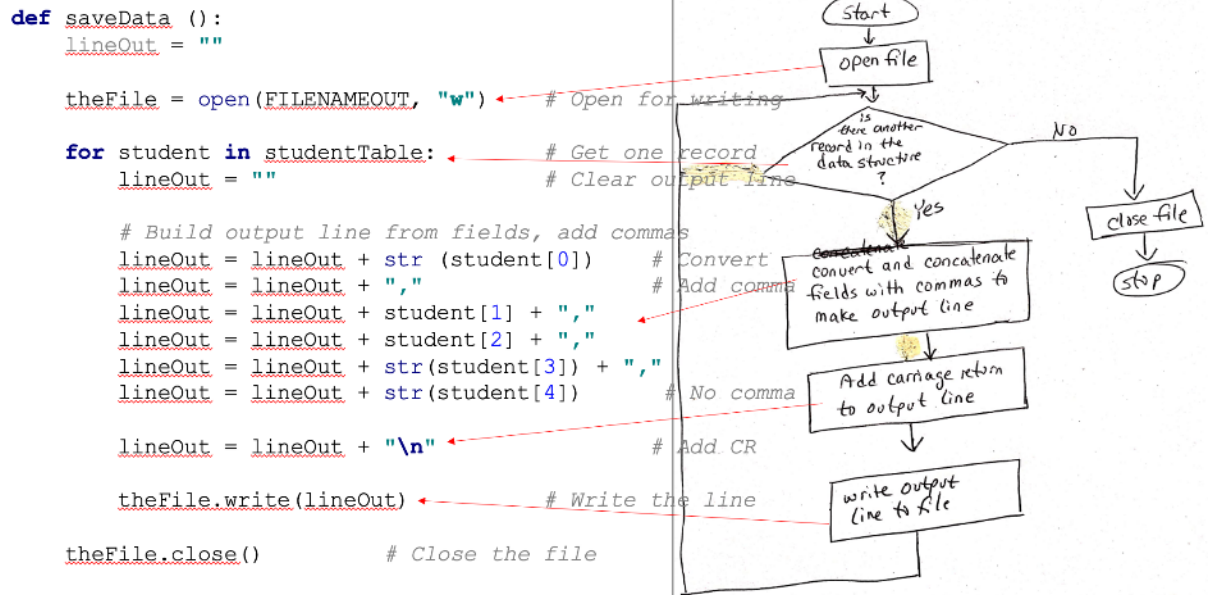 def saveData ():
lineOut = ""
theFile = open(FILENAMEOUT, "w") # Open for writing
for student in studentTable: # Get one record
lineOut = "" # Clear output line
# Build output line from fields, add commas
lineOut = lineOut + str (student[0]) # Convert
lineOut = lineOut + "," # Add comma
lineOut = lineOut + student[1] + ","
lineOut = lineOut + student[2] + ","
lineOut = lineOut + str(student[3]) + ","
lineOut = lineOut + str(student[4]) # No comma
lineOut = lineOut + "\n" # Add CR
theFile.write(lineOut) # Write the line
theFile.close() # Close the file
start
open file
is
there another
record in the
data structure
?
No
Yes
close file
stop
concatenate
convert and concatenate
fields with commas to
make output line
Add carriage return
to output line
write output
line to file